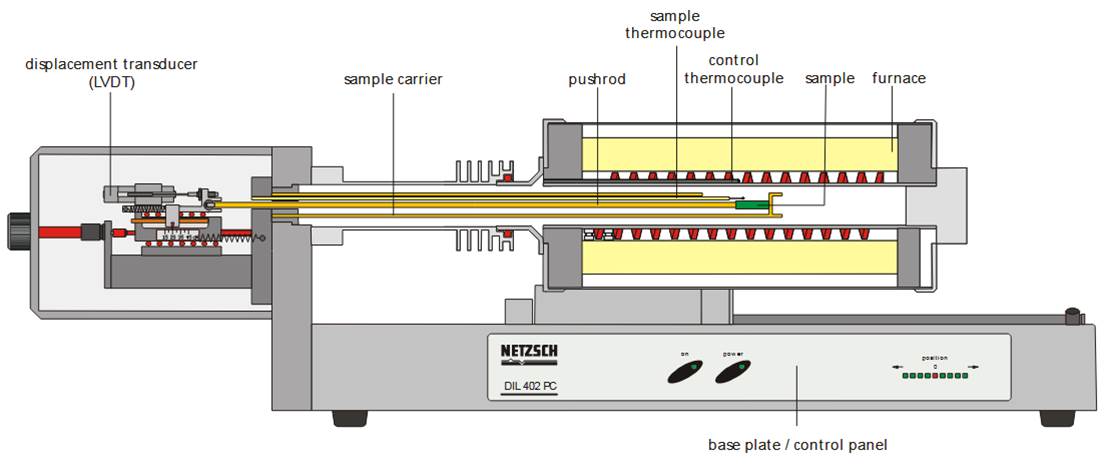 sample
thermocouple
displacement transducer
(LVDT)
sample carrier
pushrod
control
thermocouple
sample
furnace
NETZSCH
DIL 402 PC
on
power
position
0
base plate / control panel